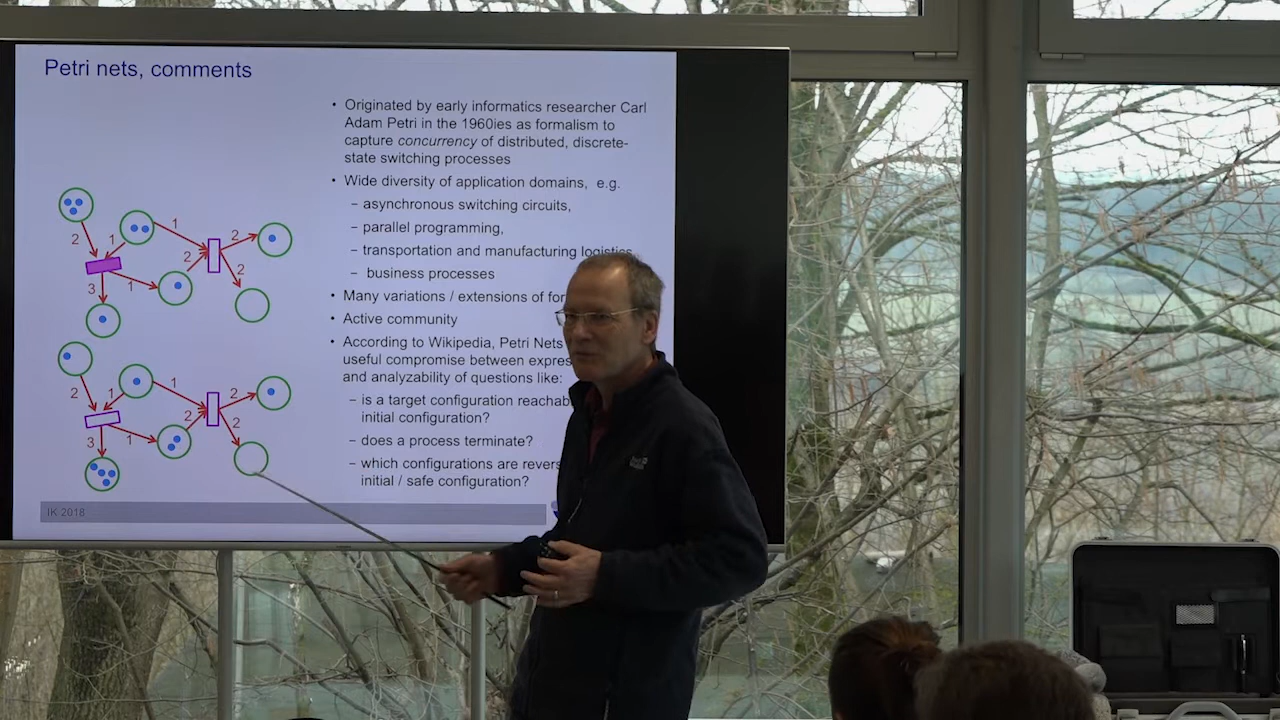 Petri nets, comments
• Originated by early informatics researcher Carl
Adam Petri in the 1960ies as formalism to
capture concurrency of distributed, discrete-
state switching processes
• Wide diversity of application domains, e.g.
– asynchronous switching circuits,
– parallel programming,
– transportation and manufacturing logistics
– business processes
• Many variations / extensions of
• Active community
• According to Wikipedia, Petri Nets
useful compromise between
and analyzability of questions like:
– is a target configuration
initial configuration?
– does a process terminate?
– which configurations are
initial / safe configuration?
2 1 1 2
2 2
3 1
2 1 1 2
2 2
3 1
IK 2018